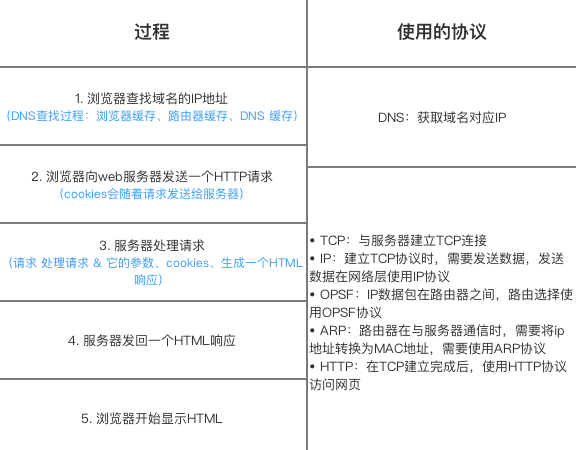 过程
使用的协议
1. 浏览器查找域名的IP地址
（DNS查找过程：浏览器缓存、路由器缓存、DNS 缓存）
DNS：获取域名对应IP
2. 浏览器向web服务器发送一个HTTP请求
（cookies会随着请求发送给服务器）
3. 服务器处理请求
（请求 处理请求 & 它的参数、cookies、生成一个HTML
响应）
4. 服务器发回一个HTML响应
5. 浏览器开始显示HTML
• TCP：与服务器建立TCP连接
• IP：建立TCP协议时，需要发送数据，发送
数据在网络层使用IP协议
• OPSF：IP数据包在路由器之间，路由选择使
用OPSF协议
• ARP：路由器在与服务器通信时，需要将ip
地址转换为MAC地址，需要使用ARP协议
• HTTP：在TCP建立完成后，使用HTTP协议
访问网页